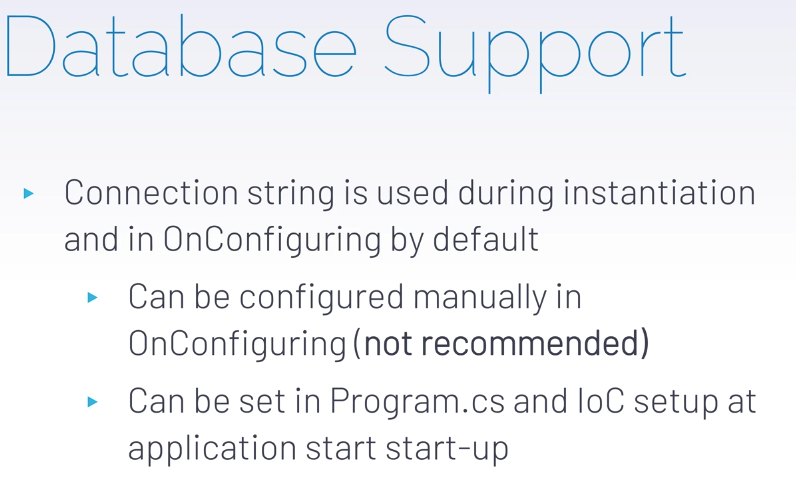 Database Support
Connection string is used during instantiation
and in OnConfiguring by default
Can be configured manually in
OnConfiguring (not recommended)
Can be set in Program.cs and IoC setup at
application start start-up